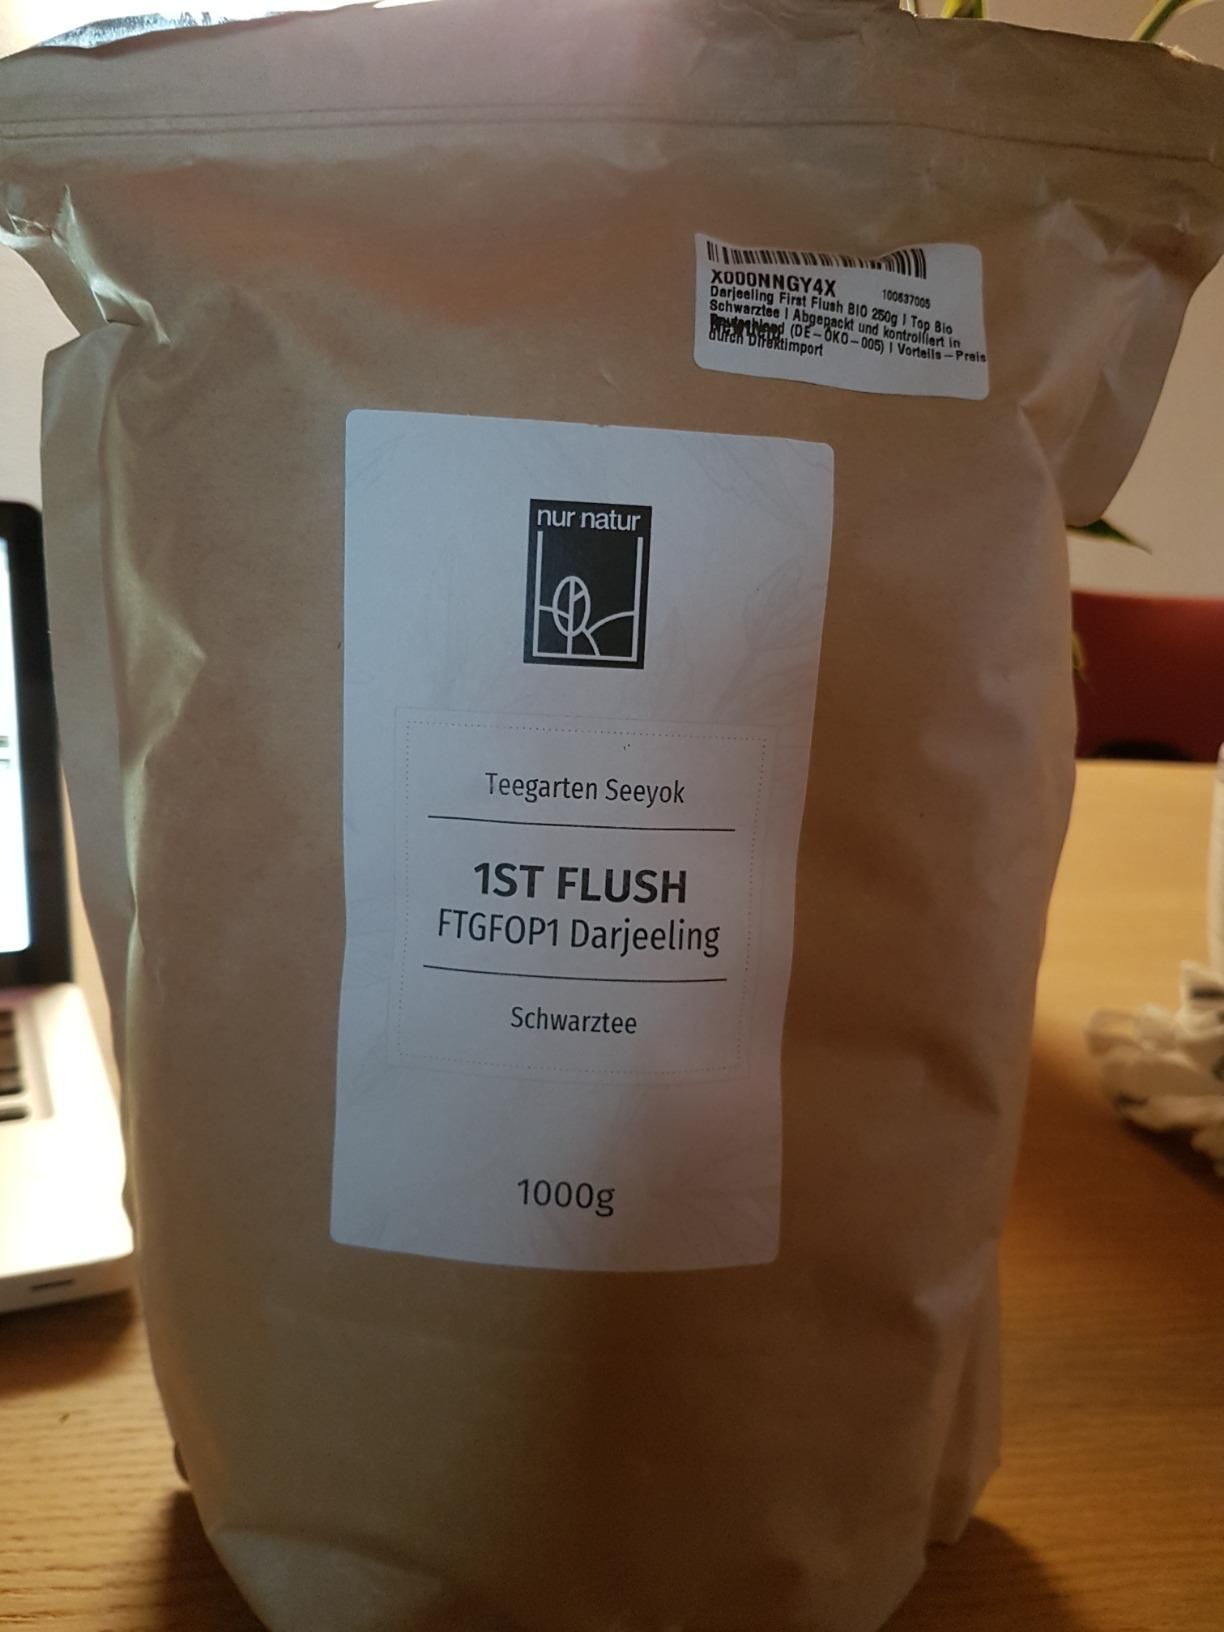 X000NNGY4X
100637005
Darjeeling First Flush BIO 250g | Top Bio
Schwarztee | Abgepackt und kontrolliert in
(DE-ÖKO-005) | Vorteils-Preis
durch Direktimport
nur natur
Teegarten Seeyok
1ST FLUSH
FTGFOP1 Darjeeling
Schwarztee
1000g